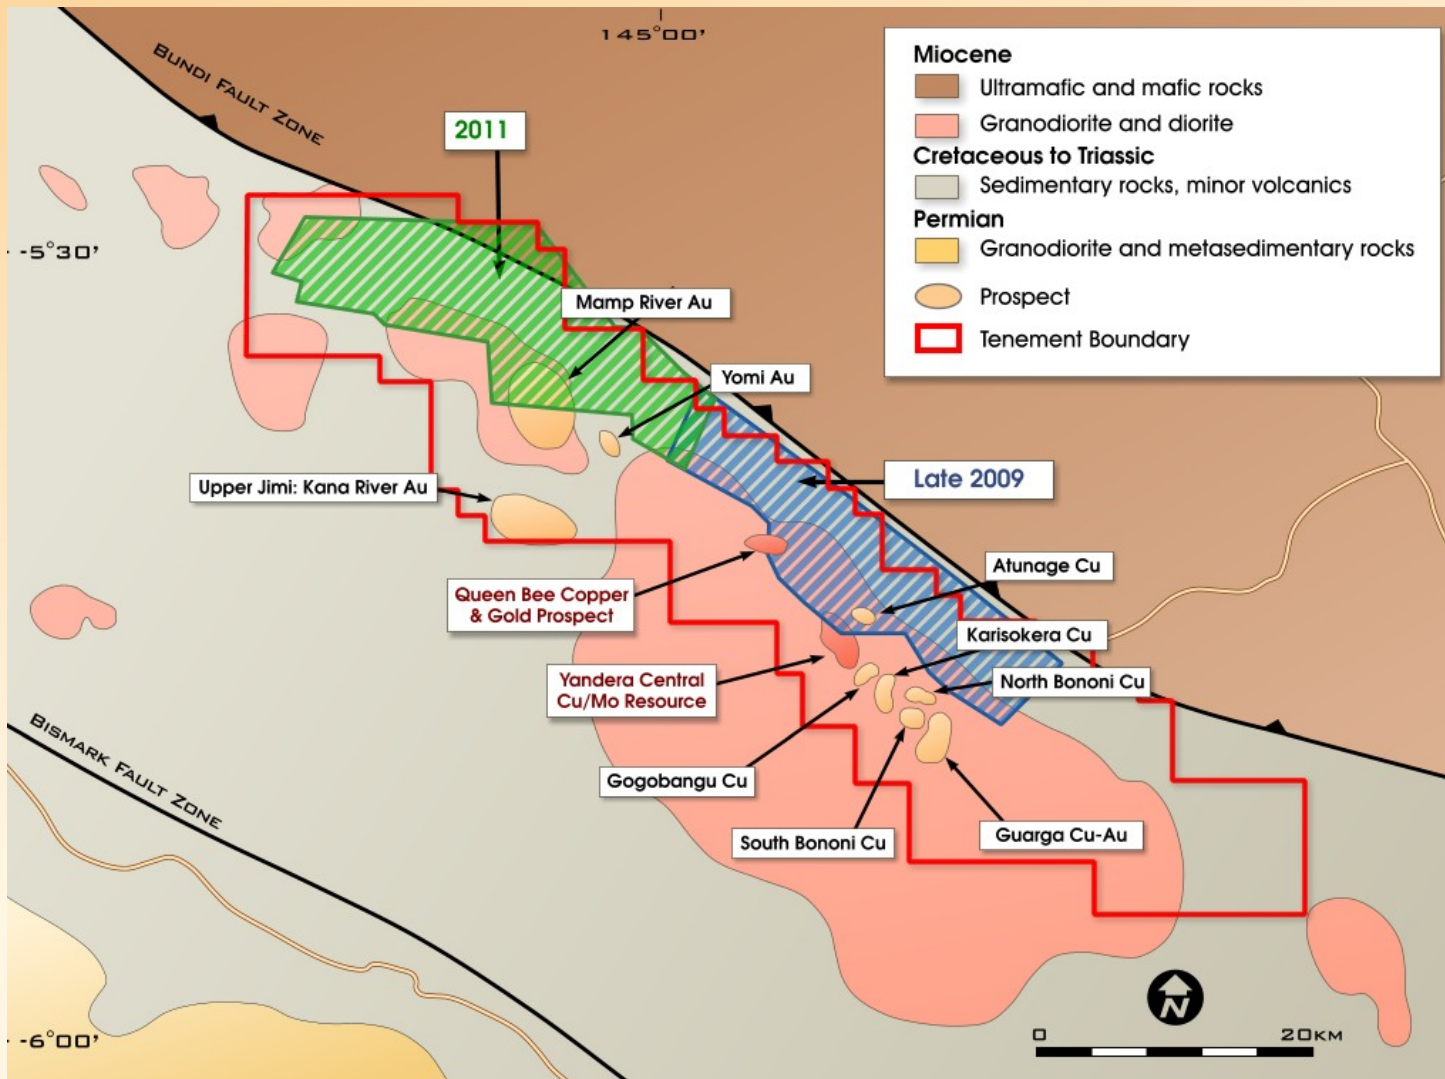 145°00'
BUNDI FAULT ZONE
2011
-5°30'
Mamp River Au
Yomi Au
Upper Jimi: Kana River Au
Late 2009
Queen Bee Copper
& Gold Prospect
Atunage Cu
Karisokera Cu
Yandera Central
Cu/Mo Resource
North Bononi Cu
Gogobangu Cu
South Bononi Cu
Guarga Cu-Au
BISMARK FAULT ZONE
-6°00'
Miocene
Ultramafic and mafic rocks
Granodiorite and diorite
Cretaceous to Triassic
Sedimentary rocks, minor volcanics
Permian
Granodiorite and metasedimentary rocks
Prospect
Tenement Boundary
N
0 20KM